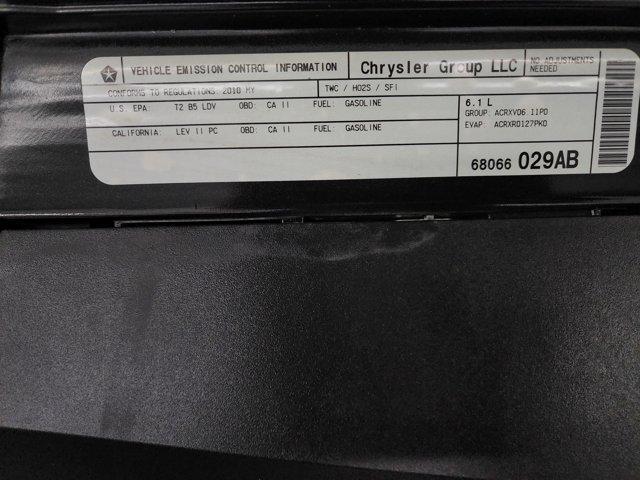 VEHICLE EMISSION CONTROL INFORMATION Chrysler Group LLC NO ADJUSTMENTS NEEDED
CONFORMS TO REGULATIONS: 2010 MY TWC / HO2S / SFI
U.S. EPA: T2 B5 LDV OBD: CA II FUEL: GASOLINE
CALIFORNIA: LEV II PC OBD: CA II FUEL: GASOLINE
6.1 L
GROUP: ACRXV06.11P0
EVAP: ACRXR0127PK0
68066 029AB